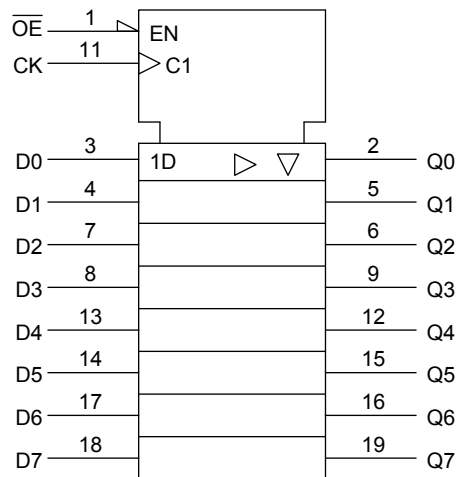 O̅E̅ 1 EN
CK 11 C1
D0 3 1D 2 Q0
D1 4 5 Q1
D2 7 6 Q2
D3 8 9 Q3
D4 13 12 Q4
D5 14 15 Q5
D6 17 16 Q6
D7 18 19 Q7